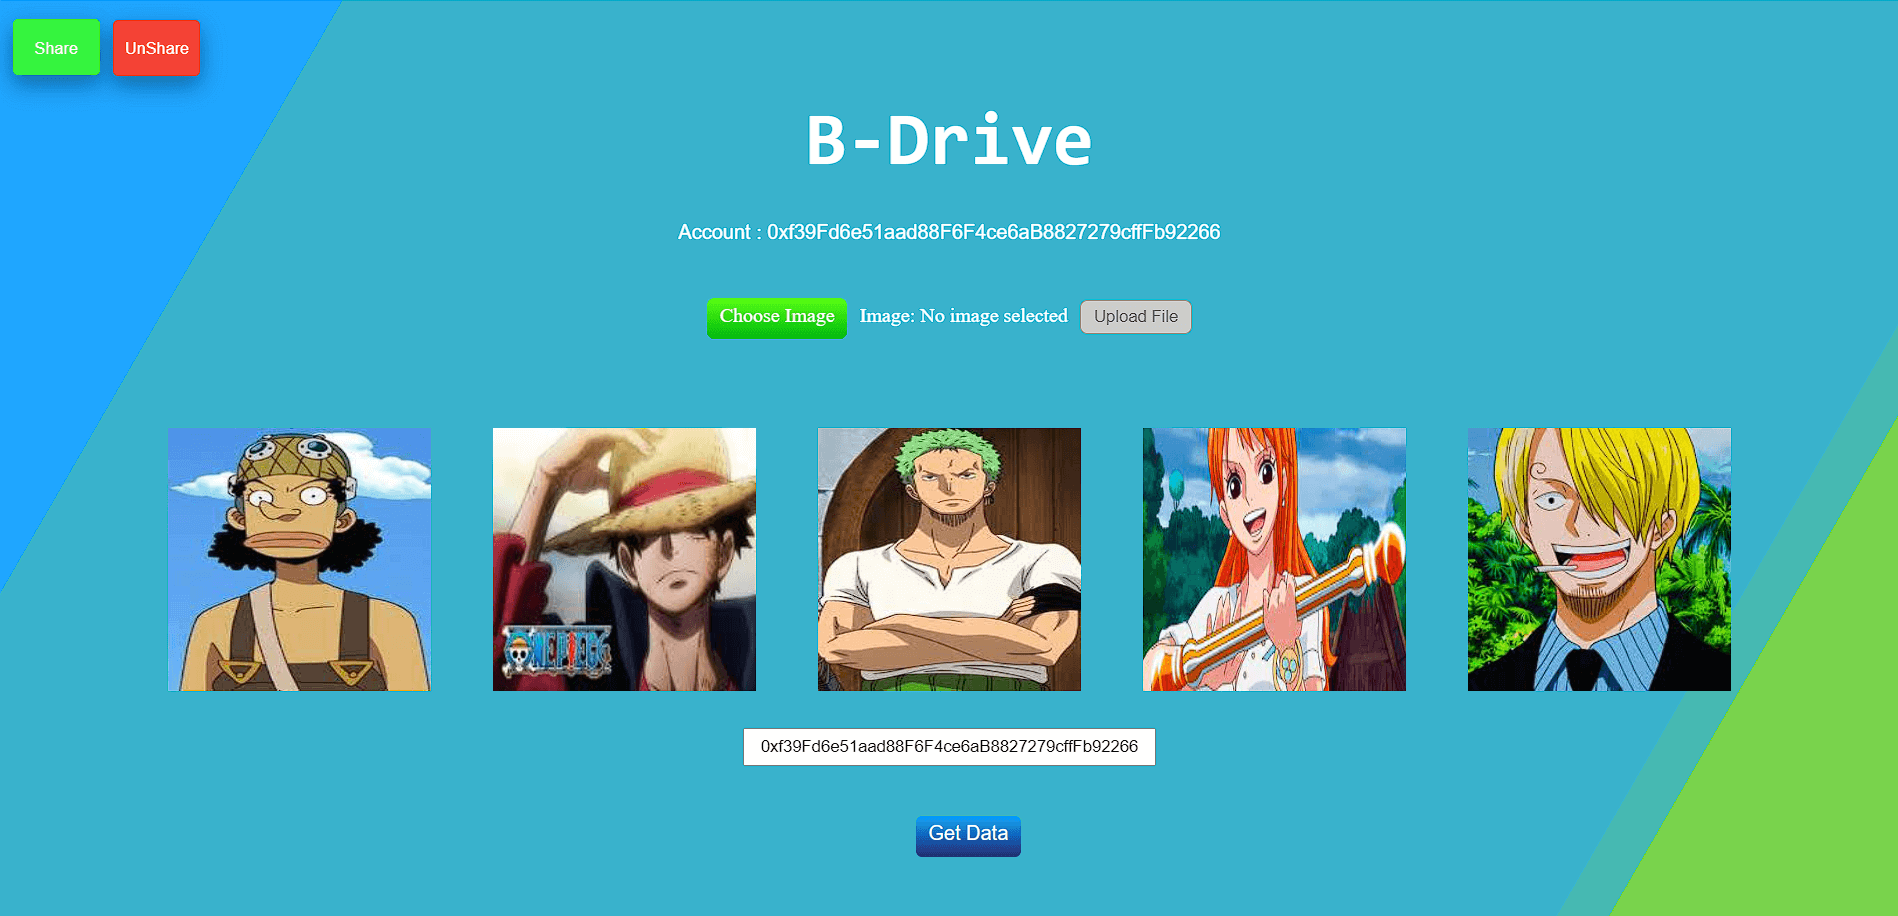 Share UnShare
B-Drive
Account : 0xf39Fd6e51aad88F6F4ce6aB8827279cffFb92266
Choose Image Image: No image selected Upload File
ONE PIECE
0xf39Fd6e51aad88F6F4ce6aB8827279cffFb92266
Get Data